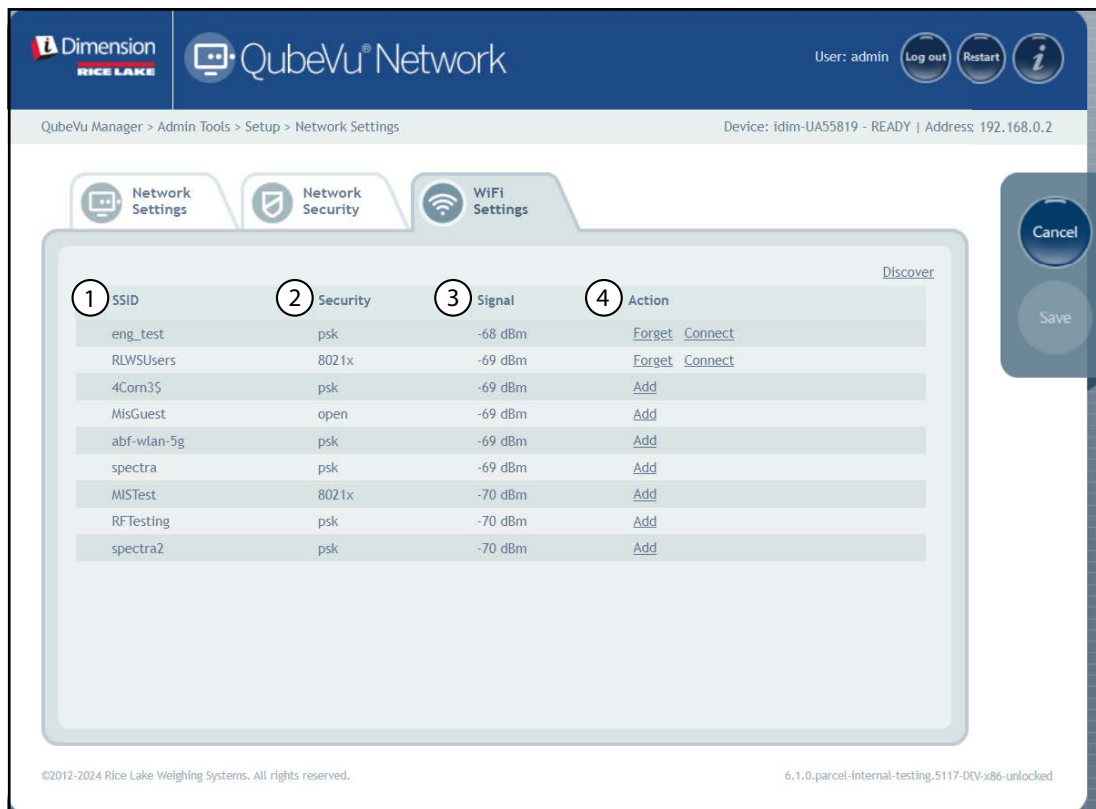 i Dimension
RICE LAKE
QubeVu® Network
User: admin
Log out
Restart
i
QubeVu Manager > Admin Tools > Setup > Network Settings
Device: idim-UA55819 - READY | Address: 192.168.0.2
Network Settings
Network Security
WiFi Settings
Cancel
Save
Discover
1 SSID 2 Security 3 Signal 4 Action
eng_test psk -68 dBm Forget Connect
RLWSUsers 8021x -69 dBm Forget Connect
4Corn3$ psk -69 dBm Add
MisGuest open -69 dBm Add
abf-wlan-5g psk -69 dBm Add
spectra psk -69 dBm Add
MISTest 8021x -70 dBm Add
RFTesting psk -70 dBm Add
spectra2 psk -70 dBm Add
©2012-2024 Rice Lake Weighing Systems. All rights reserved.
6.1.0.parcel-internal-testing.5117-DEV-x86-unlocked